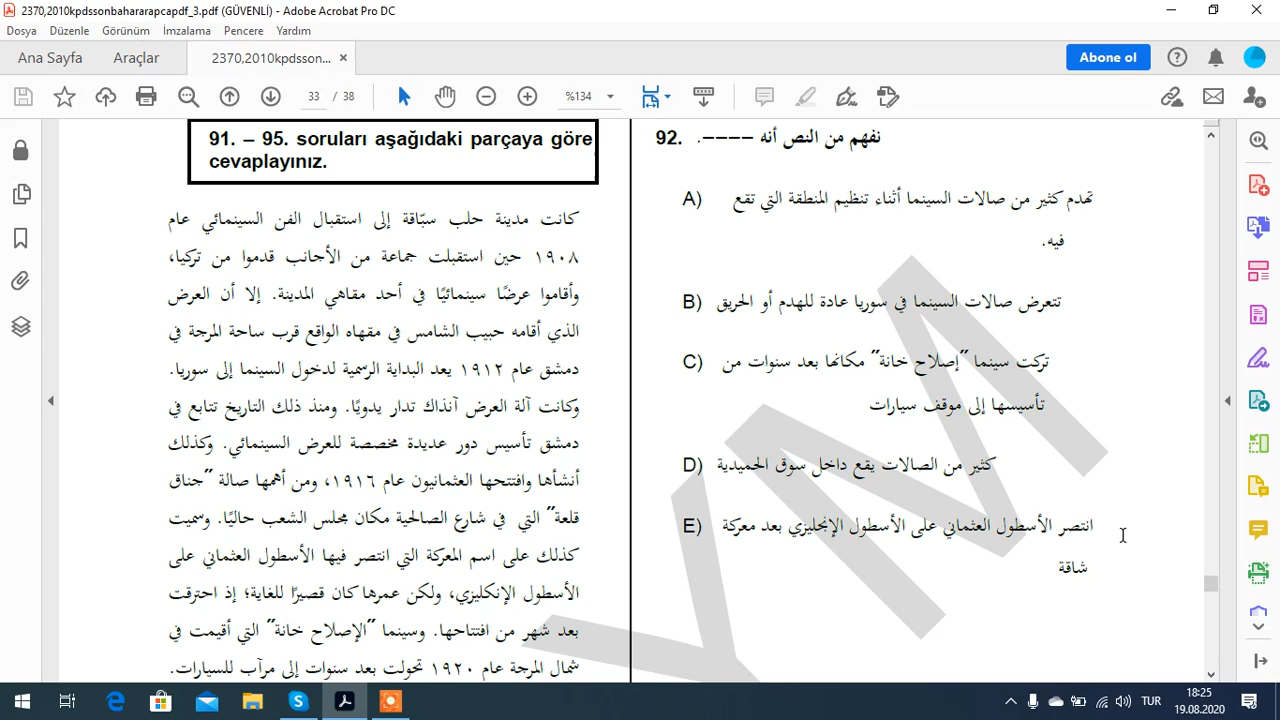 2370,2010kpdssonbahararapcapdf_3.pdf (GÜVENLİ) - Adobe Acrobat Pro DC
Dosya Düzenle Görünüm İmzalama Pencere Yardım
Ana Sayfa Araçlar 2370,2010kpdsson... × Abone ol
33 / 38 %134
91. – 95. soruları aşağıdaki parçaya göre
cevaplayınız.
كانت مدينة حلب سبّاقة إلى استقبال الفن السينمائي عام
١٩٠٨ حين استقبلت جماعة من الأجانب قدموا من تركيا،
وأقاموا عرضًا سينمائيًا في أحد مقاهي المدينة. إلا أن العرض
الذي أقامه حبيب الشامس في مقهاه الواقع قرب ساحة المرجة في
دمشق عام ١٩١٢ يعد البداية الرسمية لدخول السينما إلى سوريا.
وكانت آلة العرض آنذاك تدار يدويًا. ومنذ ذلك التاريخ تتابع في
دمشق تأسيس دور عديدة مخصصة للعرض السينمائي. وكذلك
أنشأها وافتتحها العثمانيون عام ١٩١٦، ومن أهمها صالة "جناق
قلعة" التي في شارع الصالحية مكان مجلس الشعب حاليًا. وسميت
كذلك على اسم المعركة التي انتصر فيها الأسطول العثماني على
الأسطول الإنكليزي، ولكن عمرها كان قصيرًا للغاية؛ إذ احترقت
بعد شهر من افتتاحها. وسينما "الإصلاح خانة" التي أقيمت في
شمال المرجة عام ١٩٢٠ تحولت بعد سنوات إلى مرآب للسيارات.
92. نفهم من النص أنه ----.
A) تهدم كثير من صالات السينما أثناء تنظيم المنطقة التي تقع
فيه.
B) تتعرض صالات السينما في سوريا عادة للهدم أو الحريق
C) تركت سينما "إصلاح خانة" مكانها بعد سنوات من
تأسيسها إلى موقف سيارات
D) كثير من الصالات يقع داخل سوق الحميدية
E) انتصر الأسطول العثماني على الأسطول الإنجليزي بعد معركة
شاقة
YM
TUR
18:25
19.08.2020